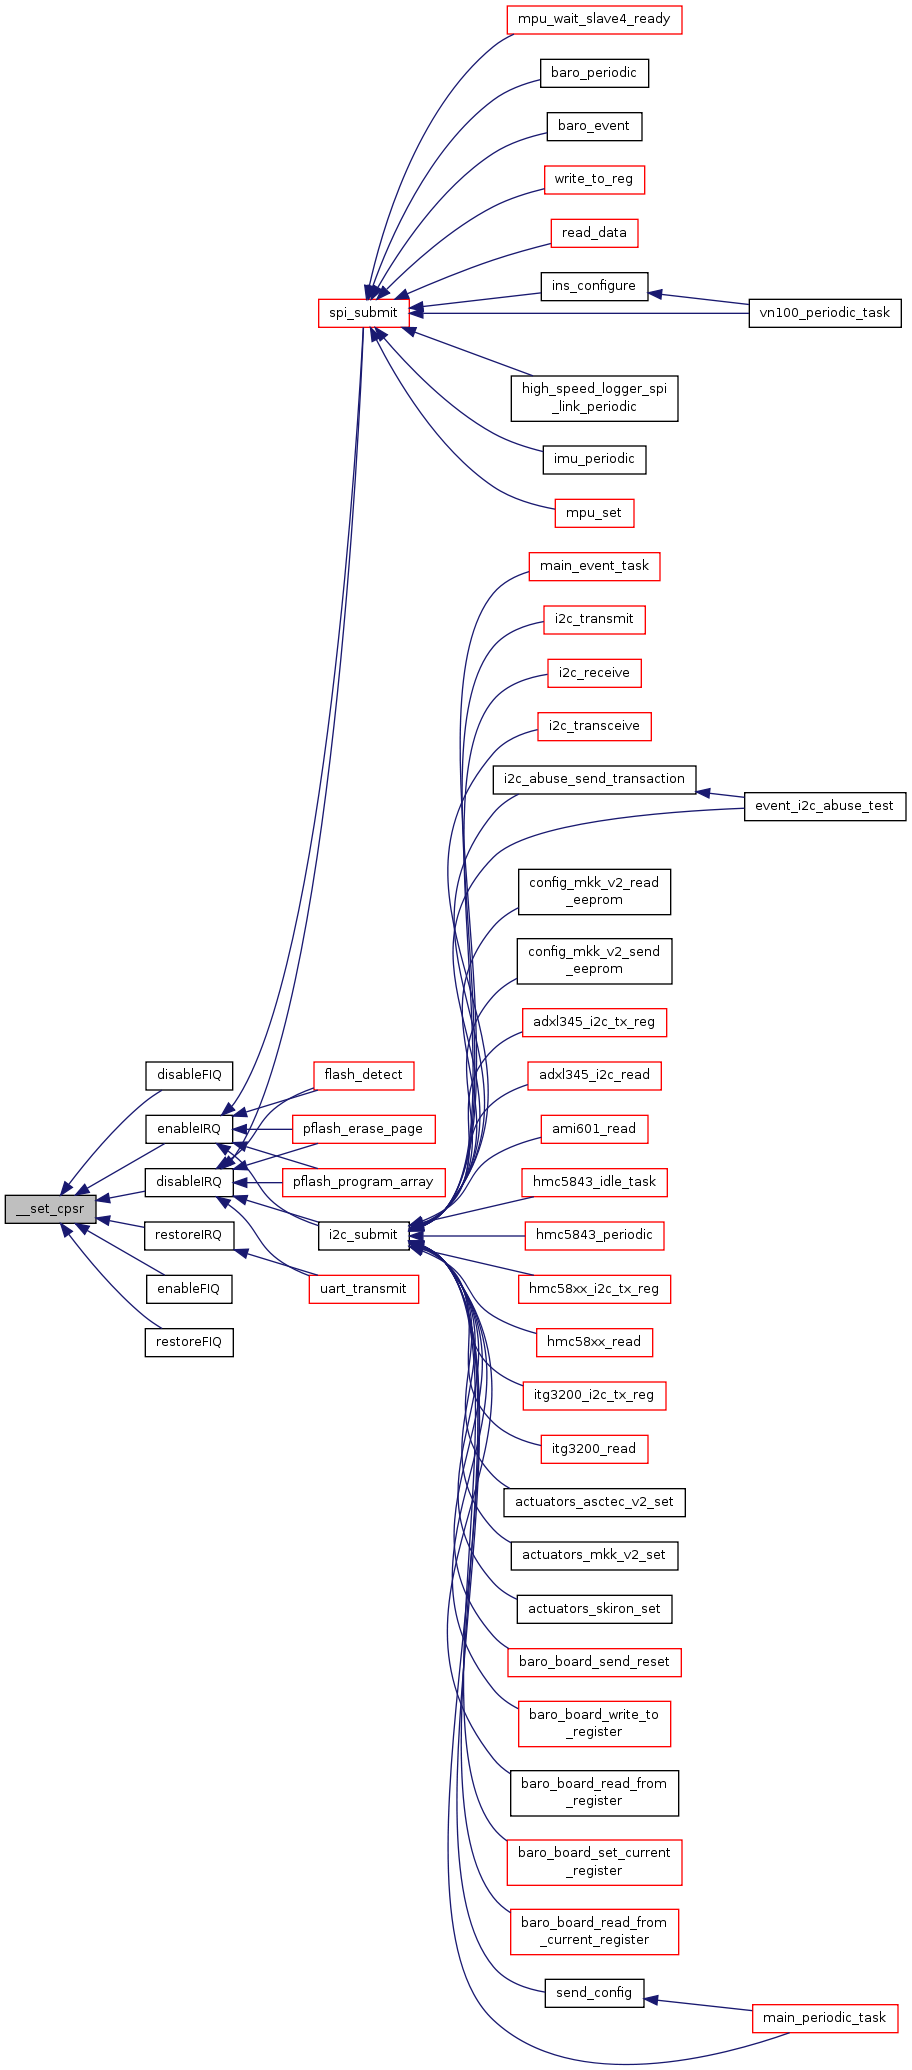 mpu_wait_slave4_ready
baro_periodic
baro_event
write_to_reg
read_data
ins_configure
spi_submit
vn100_periodic_task
high_speed_logger_spi
_link_periodic
imu_periodic
mpu_set
main_event_task
i2c_transmit
i2c_receive
i2c_transceive
i2c_abuse_send_transaction
event_i2c_abuse_test
config_mkk_v2_read
_eeprom
config_mkk_v2_send
_eeprom
adxl345_i2c_tx_reg
disableFIQ
flash_detect
adxl345_i2c_read
enableIRQ
pflash_erase_page
ami601_read
disableIRQ
pflash_program_array
hmc5843_idle_task
__set_cpsr
restoreIRQ
i2c_submit
hmc5843_periodic
enableFIQ
uart_transmit
hmc58xx_i2c_tx_reg
restoreFIQ
hmc58xx_read
itg3200_i2c_tx_reg
itg3200_read
actuators_asctec_v2_set
actuators_mkk_v2_set
actuators_skiron_set
baro_board_send_reset
baro_board_write_to
_register
baro_board_read_from
_register
baro_board_set_current
_register
baro_board_read_from
_current_register
send_config
main_periodic_task